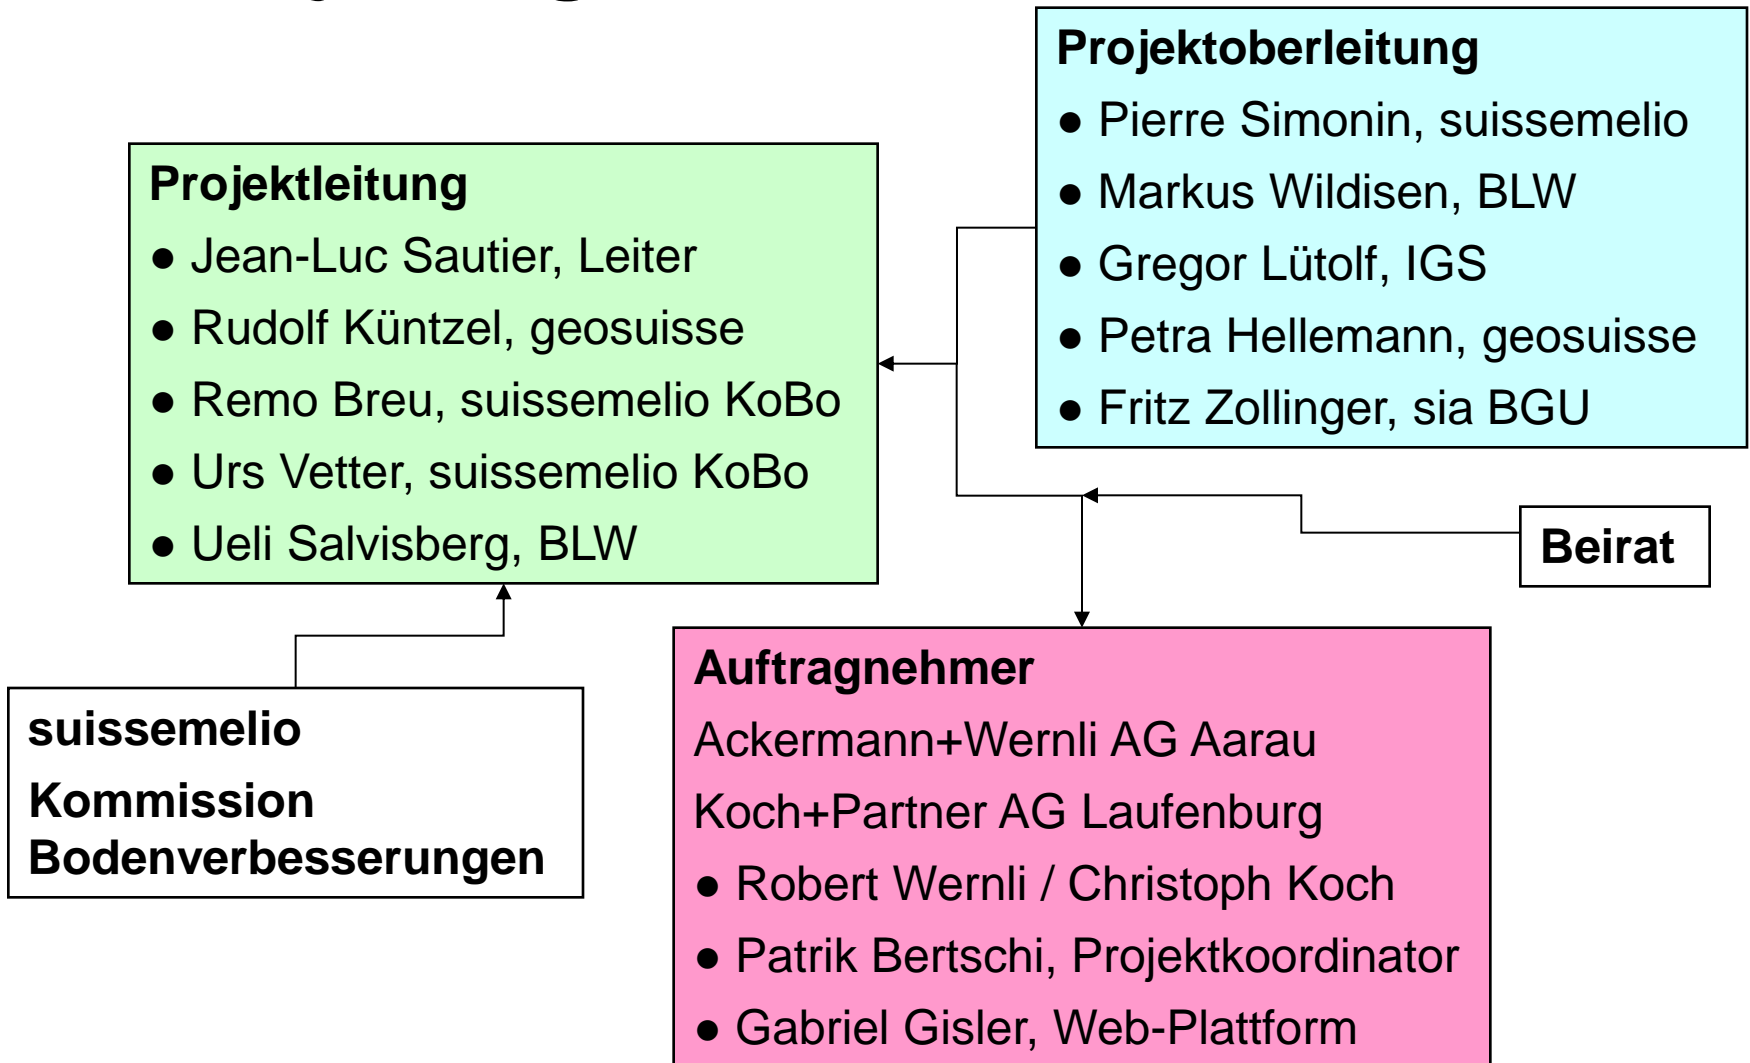 Projektoberleitung
● Pierre Simonin, suissemelio
● Markus Wildisen, BLW
● Gregor Lütolf, IGS
● Petra Hellemann, geosuisse
● Fritz Zollinger, sia BGU
Projektleitung
● Jean-Luc Sautier, Leiter
● Rudolf Küntzel, geosuisse
● Remo Breu, suissemelio KoBo
● Urs Vetter, suissemelio KoBo
● Ueli Salvisberg, BLW
Beirat
suissemelio
Kommission
Bodenverbesserungen
Auftragnehmer
Ackermann+Wernli AG Aarau
Koch+Partner AG Laufenburg
● Robert Wernli / Christoph Koch
● Patrik Bertschi, Projektkoordinator
● Gabriel Gisler, Web-Plattform